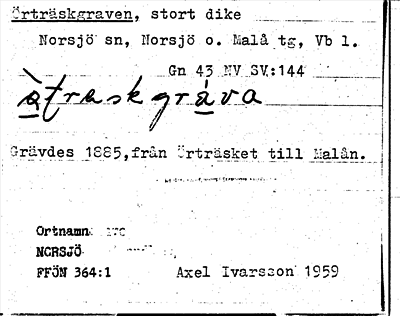 Örträskgraven, stort dike
Norsjö sn, Norsjö o. Malå tg, Vb l.
Gn 43 NV SV:144
òtraskgráva
Grävdes 1885, från Örträsket till Malån.
Ortnamn
NORSJÖ
FFÖN 364:1 Axel Ivarsson 1959